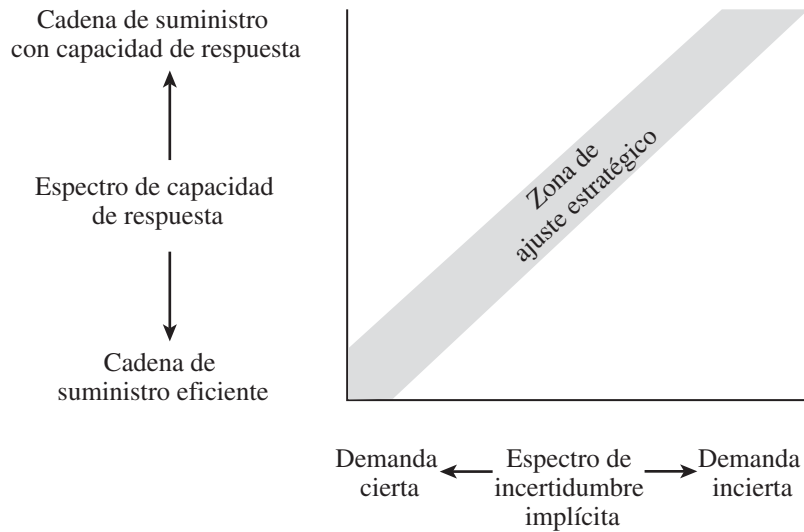 Cadena de suministro
con capacidad de respuesta
Espectro de capacidad
de respuesta
Cadena de
suministro eficiente
Zona de
ajuste estratégico
Demanda
cierta
Espectro de
incertidumbre
implícita
Demanda
incierta